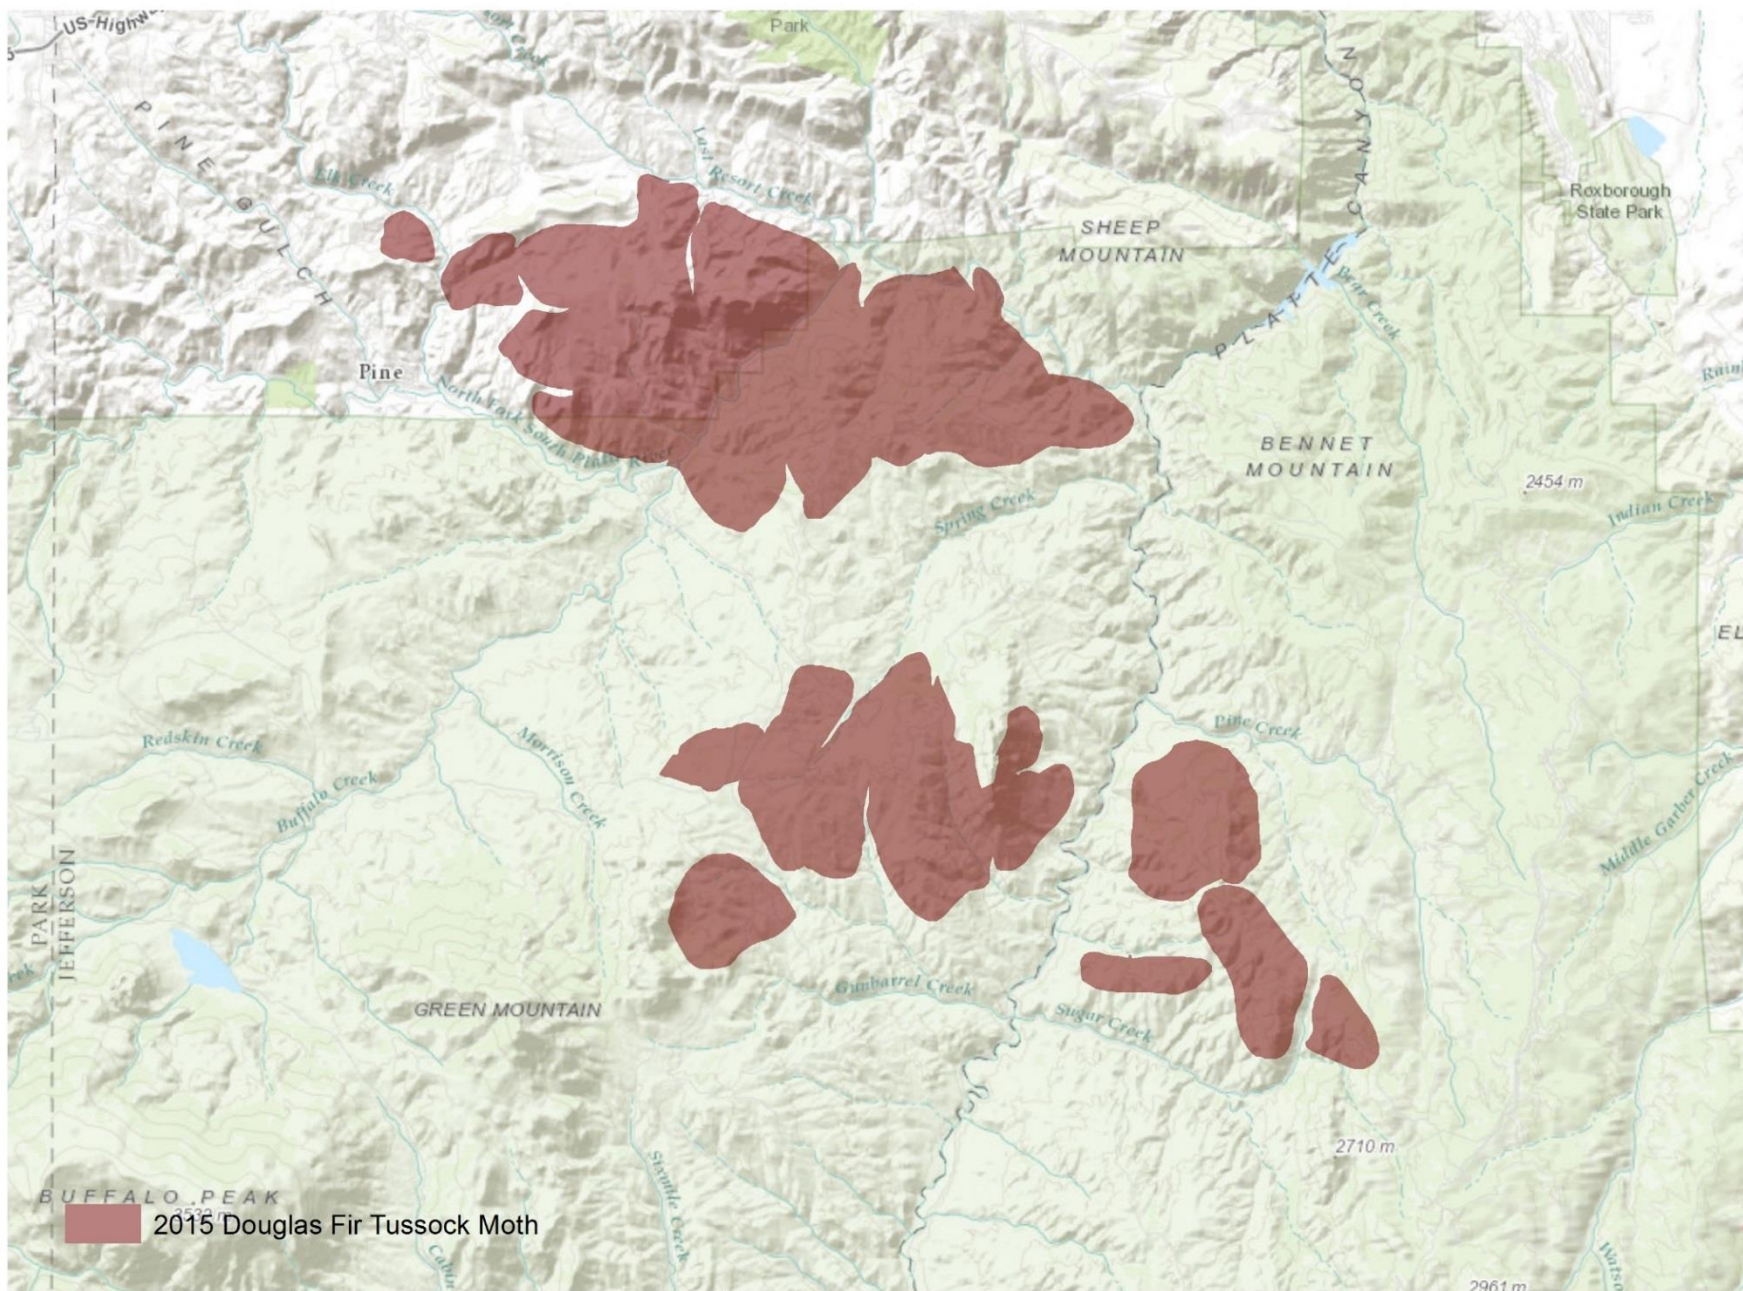 US-Highw
Park
PINE GULCH
Elk Creek
Last Resort Creek
PLATTE CANYON
Roxborough
State Park
SHEEP
MOUNTAIN
Bear Creek
Pine
North Fork South Platte River
BENNET
MOUNTAIN
2454 m
Indian Creek
Spring Creek
EL
Redskin Creek
Buffalo Creek
Morrison Creek
Pine Creek
Middle Garber Creek
PARK
JEFFERSON
GREEN MOUNTAIN
Gunbarrel Creek
Sugar Creek
2710 m
BUFFALO PEAK
2015 Douglas Fir Tussock Moth
Sixmile Creek
Cabin
2961 m